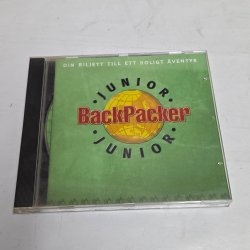 DIN BILJETT TILL ETT ROLIGT ÄVENTYR
JUNIOR
BackPacker
JUNIOR